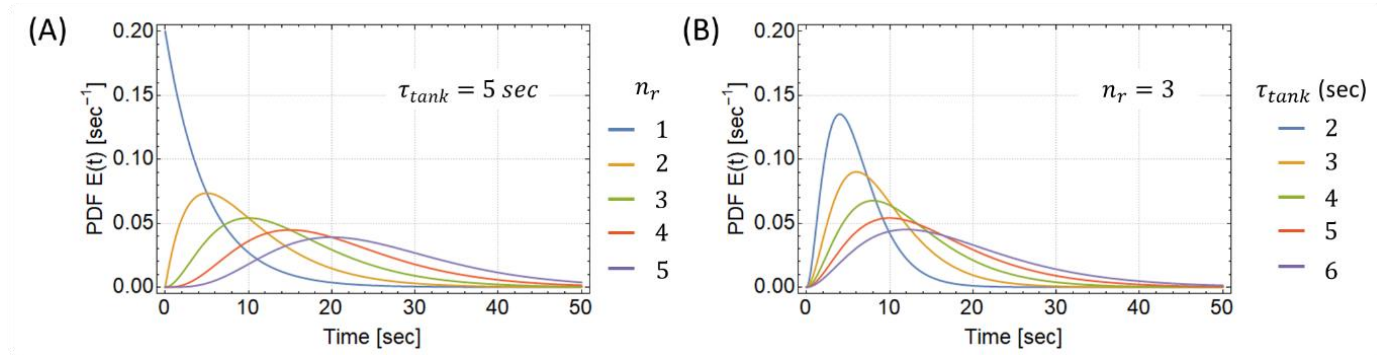 (A)
0.20
0.15
0.10
0.05
0.00
PDF E(t) [sec⁻¹]
τ_tank = 5 sec
0 10 20 30 40 50
Time [sec]
n_r
1
2
3
4
5
(B)
0.20
0.15
0.10
0.05
0.00
PDF E(t) [sec⁻¹]
n_r = 3
0 10 20 30 40 50
Time [sec]
τ_tank (sec)
2
3
4
5
6